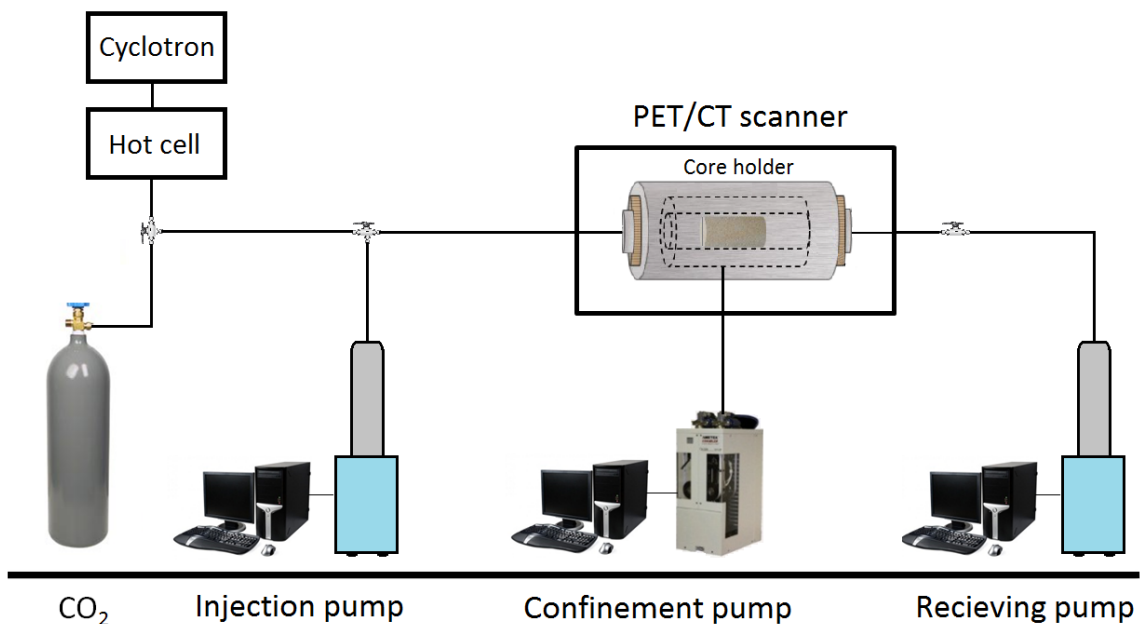 Cyclotron
Hot cell
PET/CT scanner
Core holder
CO₂
Injection pump
Confinement pump
Recieving pump